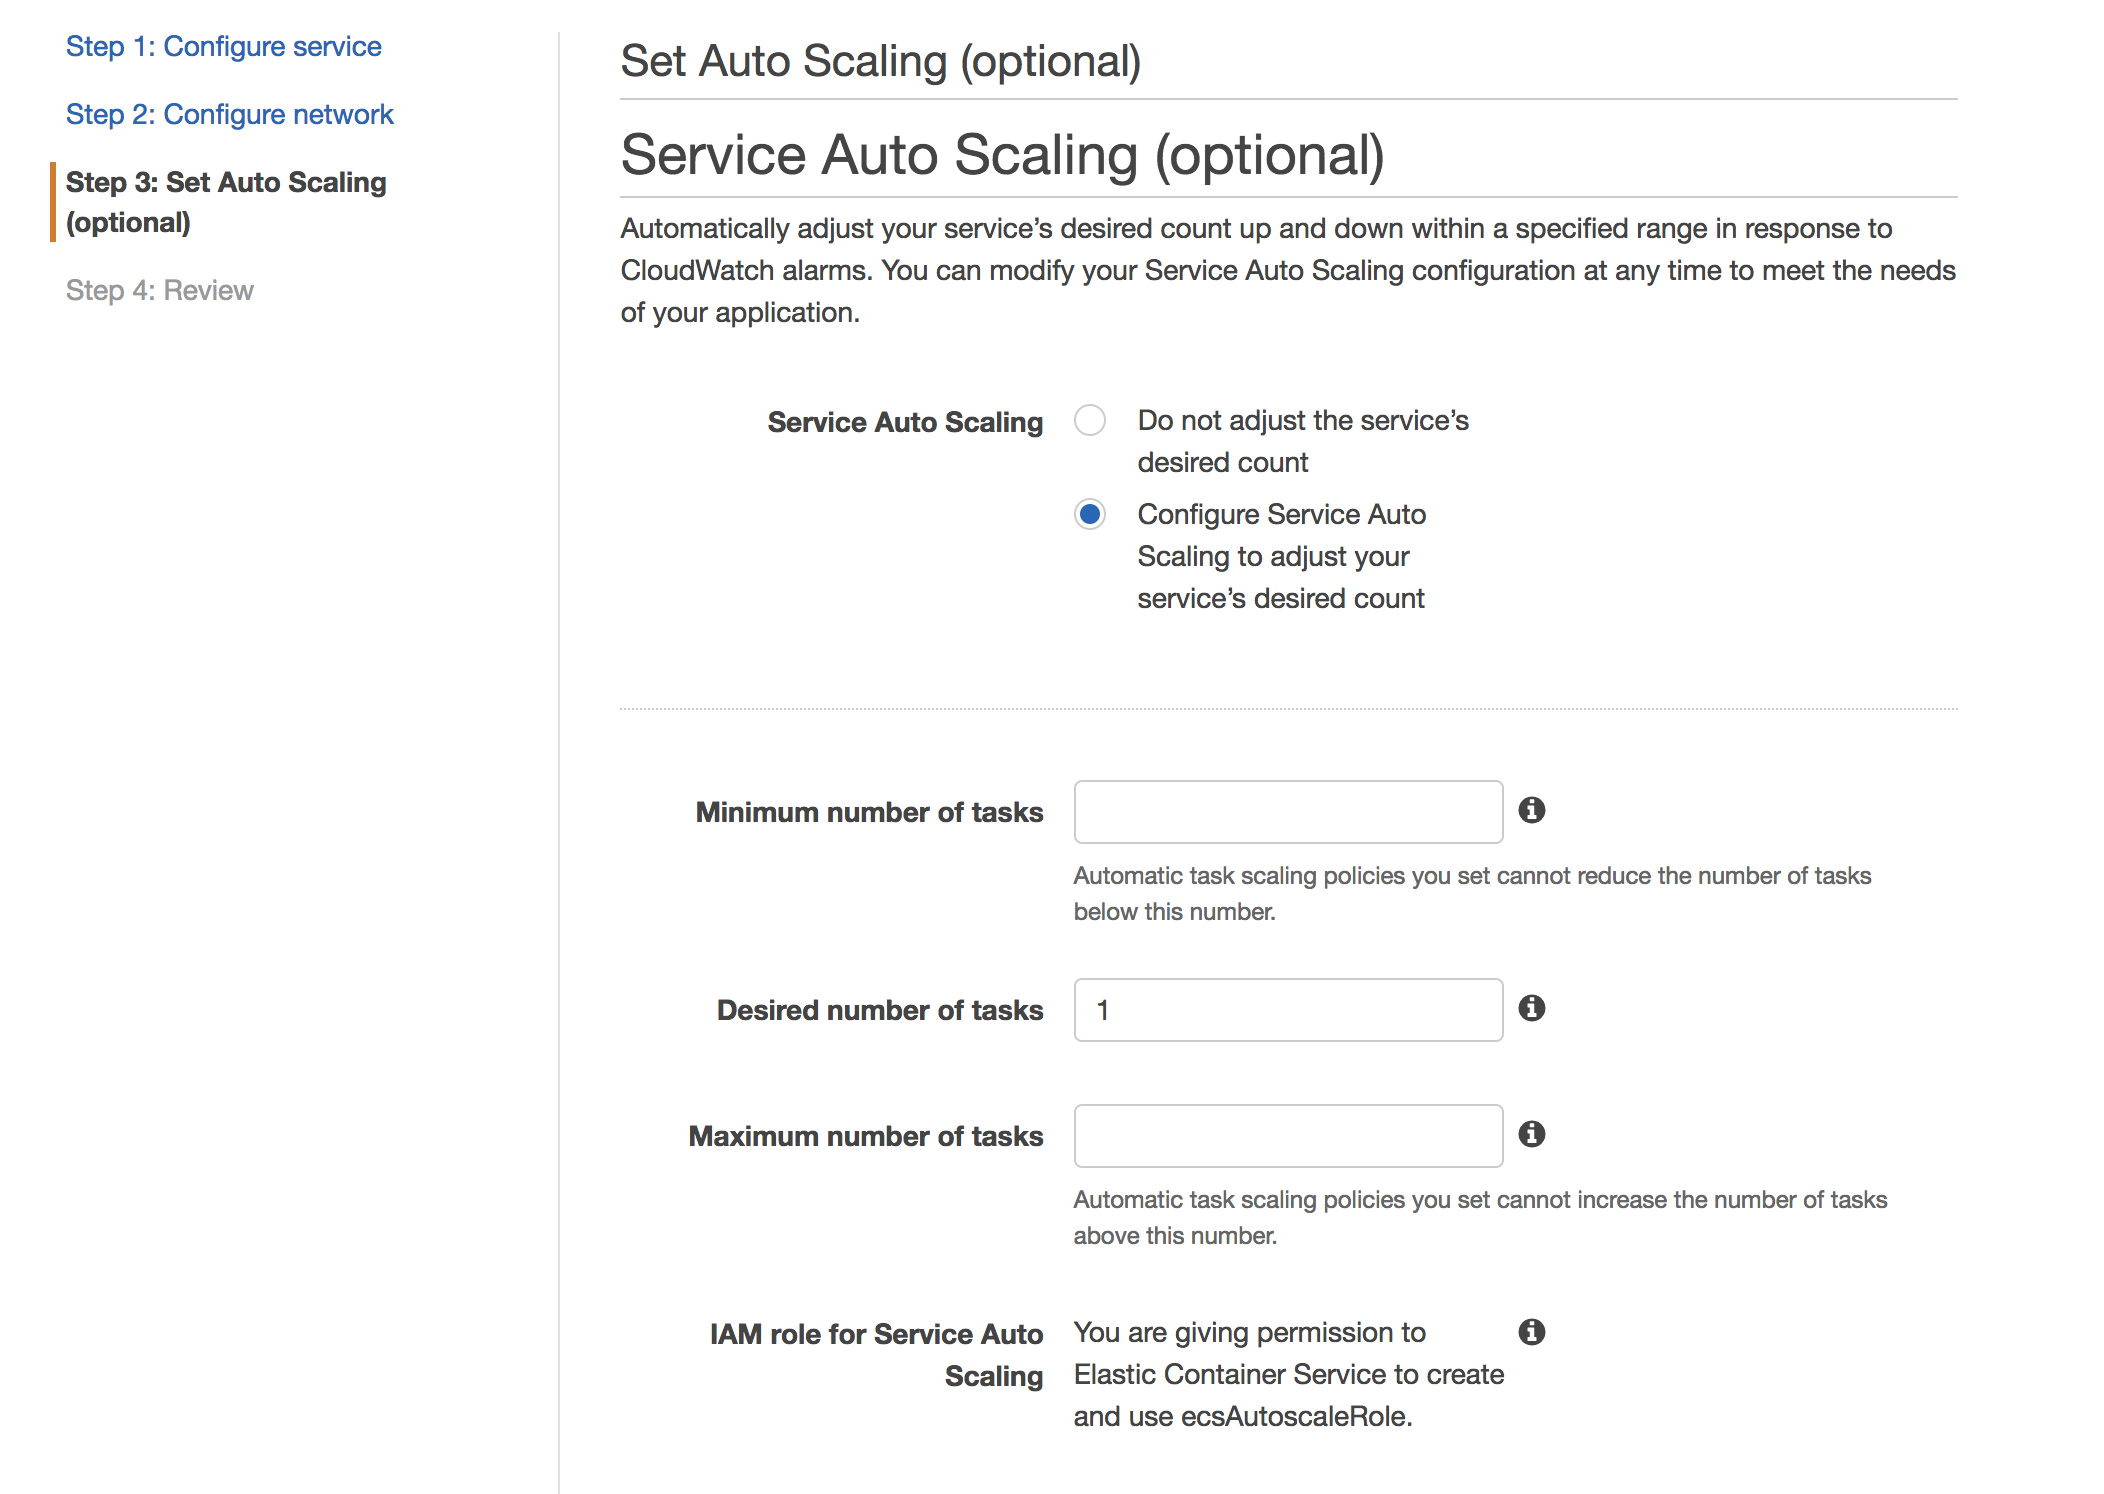 Step 1: Configure service
Step 2: Configure network
Step 3: Set Auto Scaling
(optional)
Step 4: Review
Set Auto Scaling (optional)
Service Auto Scaling (optional)
Automatically adjust your service’s desired count up and down within a specified range in response to
CloudWatch alarms. You can modify your Service Auto Scaling configuration at any time to meet the needs
of your application.
Service Auto Scaling
Do not adjust the service’s
desired count
Configure Service Auto
Scaling to adjust your
service’s desired count
Minimum number of tasks
Automatic task scaling policies you set cannot reduce the number of tasks
below this number.
Desired number of tasks
1
Maximum number of tasks
Automatic task scaling policies you set cannot increase the number of tasks
above this number.
IAM role for Service Auto
Scaling
You are giving permission to
Elastic Container Service to create
and use ecsAutoscaleRole.